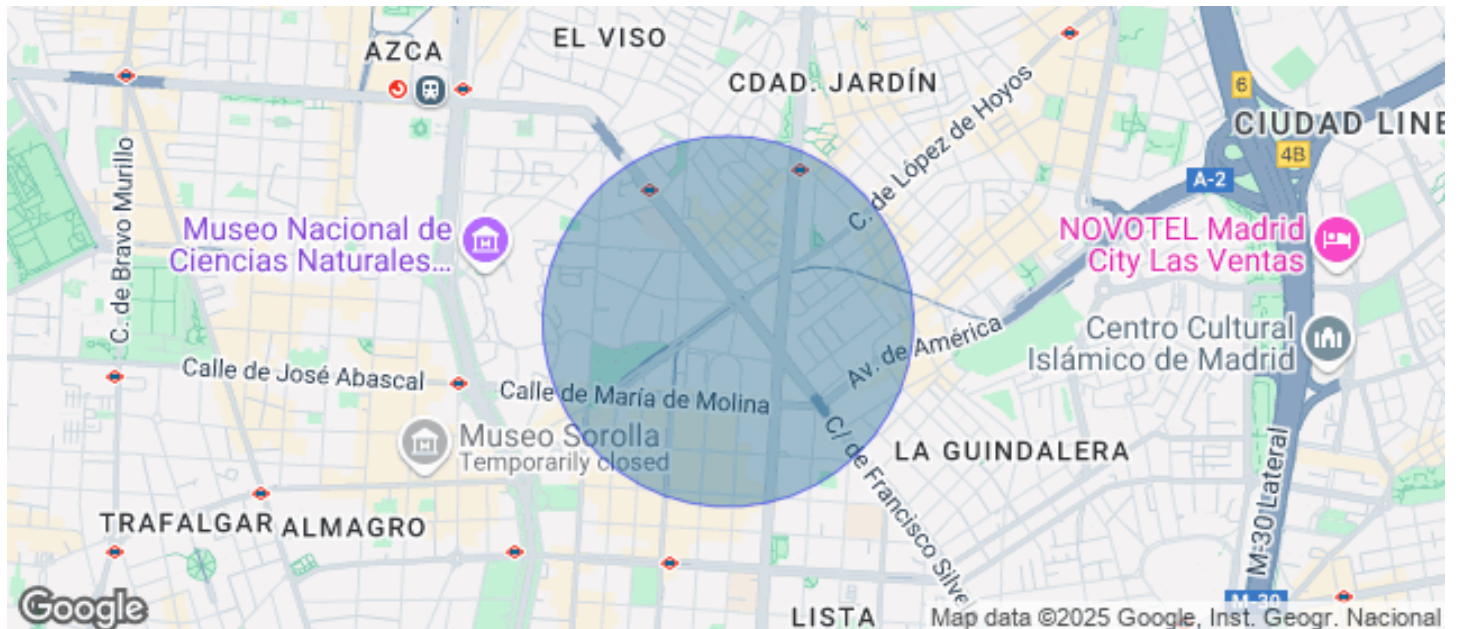 EL VISO
AZCA
CDAD. JARDÍN
6
CIUDAD LINE
4B
A-2
C. de López de Hoyos
C. de Bravo Murillo
Museo Nacional de
Ciencias Naturales...
NOVOTEL Madrid
City Las Ventas
Centro Cultural
Islámico de Madrid
Av. de América
Calle de José Abascal
Calle de María de Molina
Museo Sorolla
Temporarily closed
C/ de Francisco Silve
LA GUINDALERA
M-30 Lateral
TRAFALGAR
ALMAGRO
M-30
LISTA
Google
Map data ©2025 Google, Inst. Geogr. Nacional